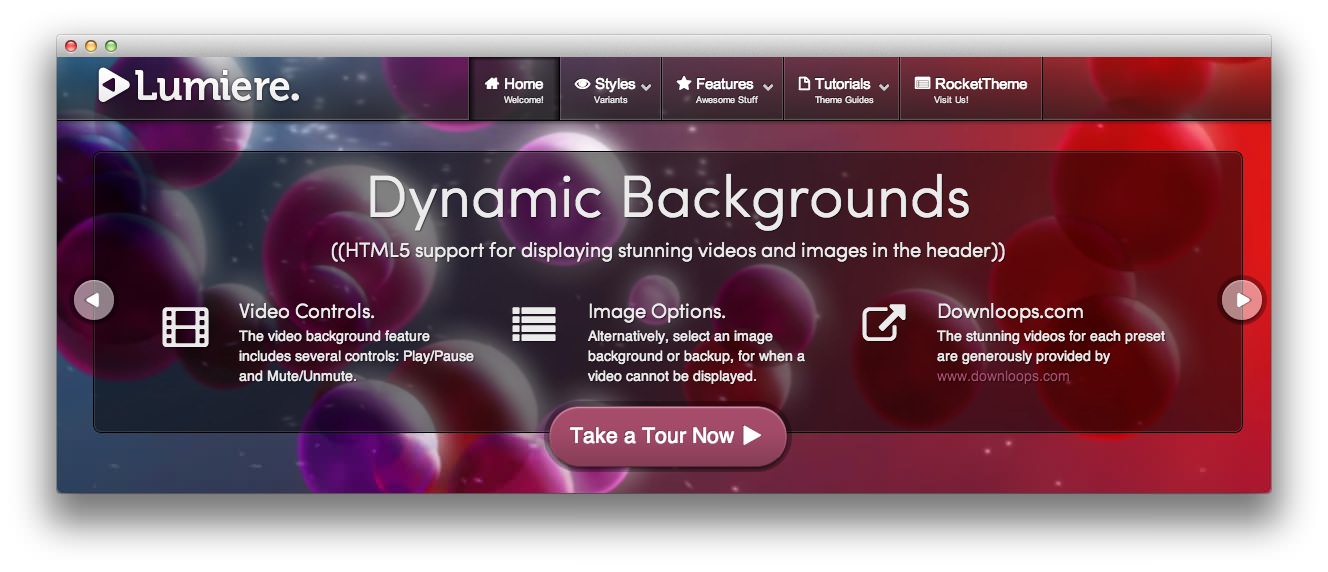 Lumiere.
Home
Welcome!
Styles
Variants
Features
Awesome Stuff
Tutorials
Theme Guides
RocketTheme
Visit Us!
Dynamic Backgrounds
((HTML5 support for displaying stunning videos and images in the header))
Video Controls.
The video background feature
includes several controls: Play/Pause
and Mute/Unmute.
Image Options.
Alternatively, select an image
background or backup, for when a
video cannot be displayed.
Downloops.com
The stunning videos for each preset
are generously provided by
www.downloops.com
Take a Tour Now